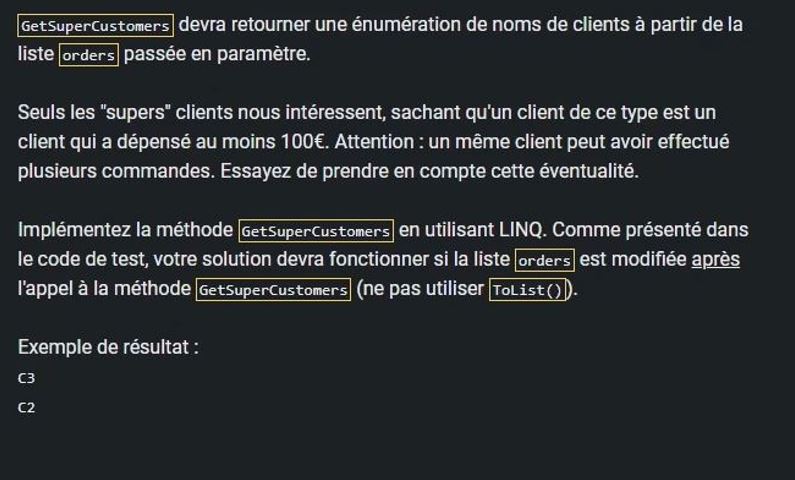 GetSuperCustomers devra retourner une énumération de noms de clients à partir de la
liste orders passée en paramètre.
Seuls les "supers" clients nous intéressent, sachant qu'un client de ce type est un
client qui a dépensé au moins 100€. Attention : un même client peut avoir effectué
plusieurs commandes. Essayez de prendre en compte cette éventualité.
Implémentez la méthode GetSuperCustomers en utilisant LINQ. Comme présenté dans
le code de test, votre solution devra fonctionner si la liste orders est modifiée après
l'appel à la méthode GetSuperCustomers (ne pas utiliser ToList()).
Exemple de résultat :
C3
C2